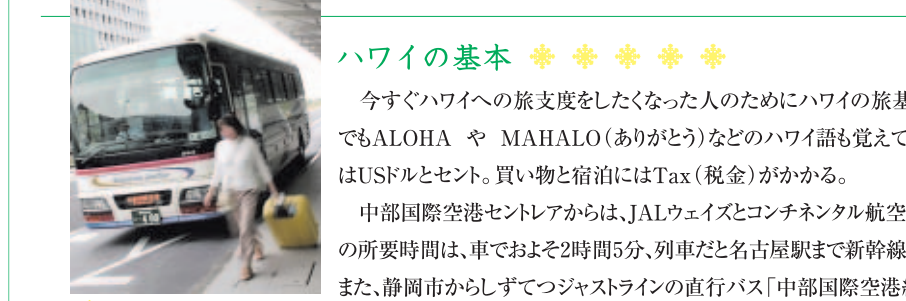 ハワイの基本
今すぐハワイへの旅支度をしたくなった人のためにハワイの旅基
でもALOHA や MAHALO（ありがとう）などのハワイ語も覚えて
はUSドルとセント。買い物と宿泊にはTax（税金）がかかる。
中部国際空港セントレアからは、JALウェイズとコンチネンタル航空
の所要時間は、車でおよそ2時間5分、列車だと名古屋駅まで新幹線
また、静岡市からしずてつジャストラインの直行バス「中部国際空港